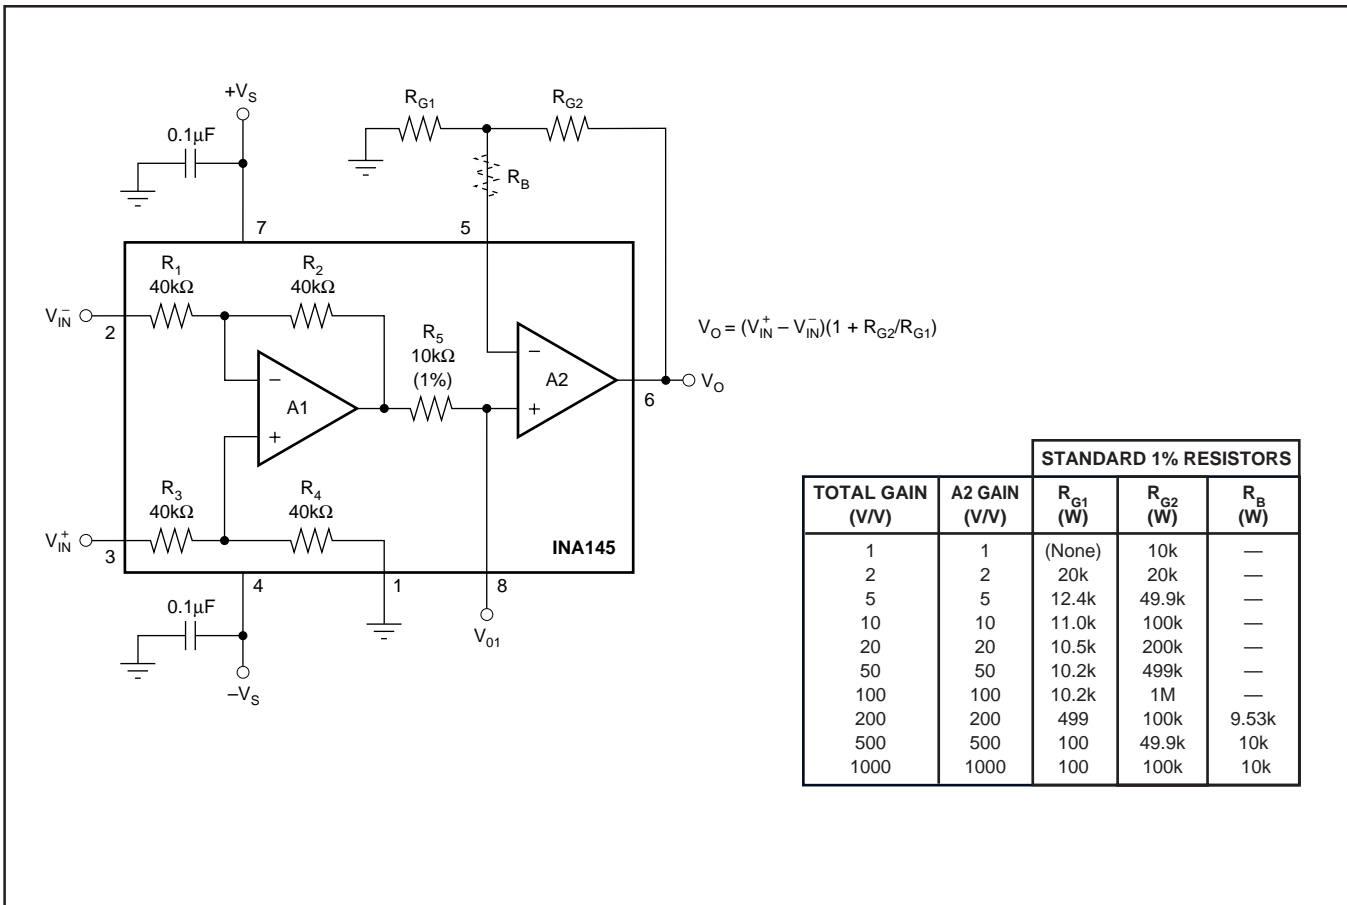 +V_S
0.1μF
R_G1
R_G2
R_B
7
5
R_1
40kΩ
R_2
40kΩ
V_IN^–
2
R_5
10kΩ
(1%)
–
A1
+
–
A2
+
V_O = (V_IN^+ – V_IN^–)(1 + R_G2/R_G1)
V_O
6
R_3
40kΩ
R_4
40kΩ
V_IN^+
3
INA145
4
1
8
0.1μF
V_01
–V_S
STANDARD 1% RESISTORS
TOTAL GAIN (V/V) A2 GAIN (V/V) R_G1 (W) R_G2 (W) R_B (W)
1 1 (None) 10k —
2 2 20k 20k —
5 5 12.4k 49.9k —
10 10 11.0k 100k —
20 20 10.5k 200k —
50 50 10.2k 499k —
100 100 10.2k 1M —
200 200 499 100k 9.53k
500 500 100 49.9k 10k
1000 1000 100 100k 10k